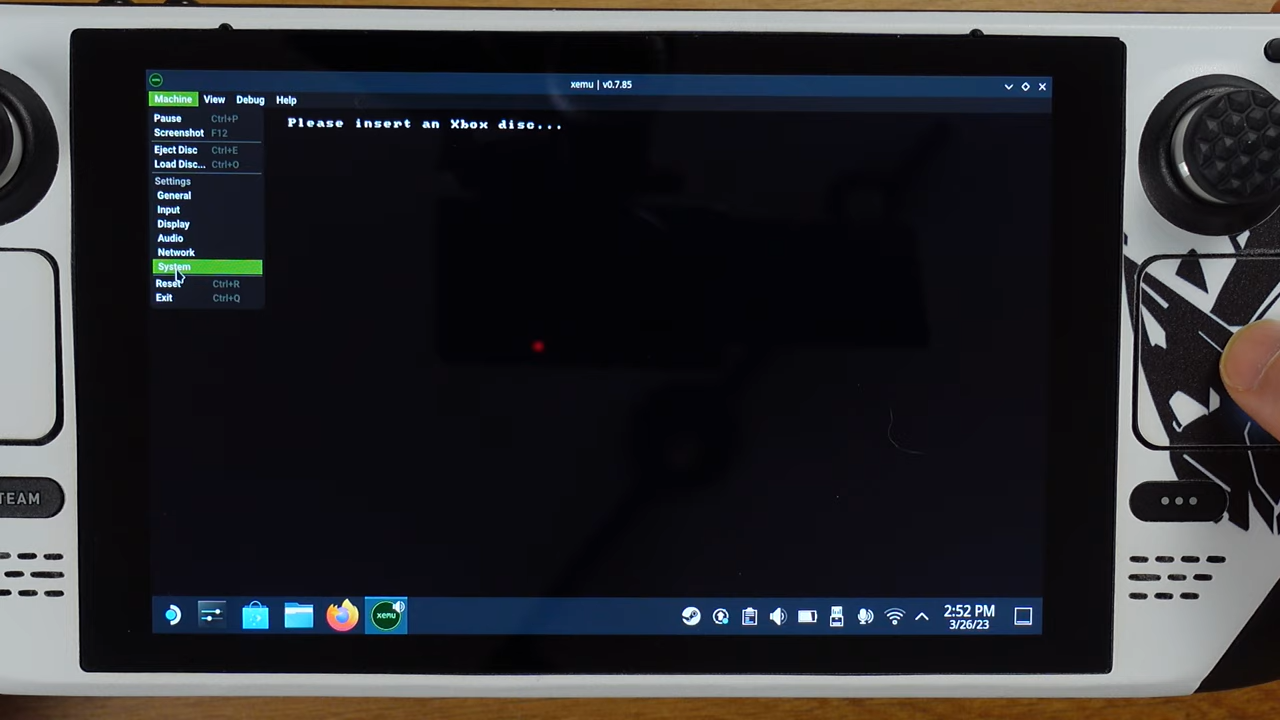 xemu | v0.7.85
Machine View Debug Help
Pause Ctrl+P
Screenshot F12
Eject Disc Ctrl+E
Load Disc... Ctrl+O
Settings
General
Input
Display
Audio
Network
System
Reset Ctrl+R
Exit Ctrl+Q
Please insert an Xbox disc...
TEAM
xemu
2:52 PM
3/26/23